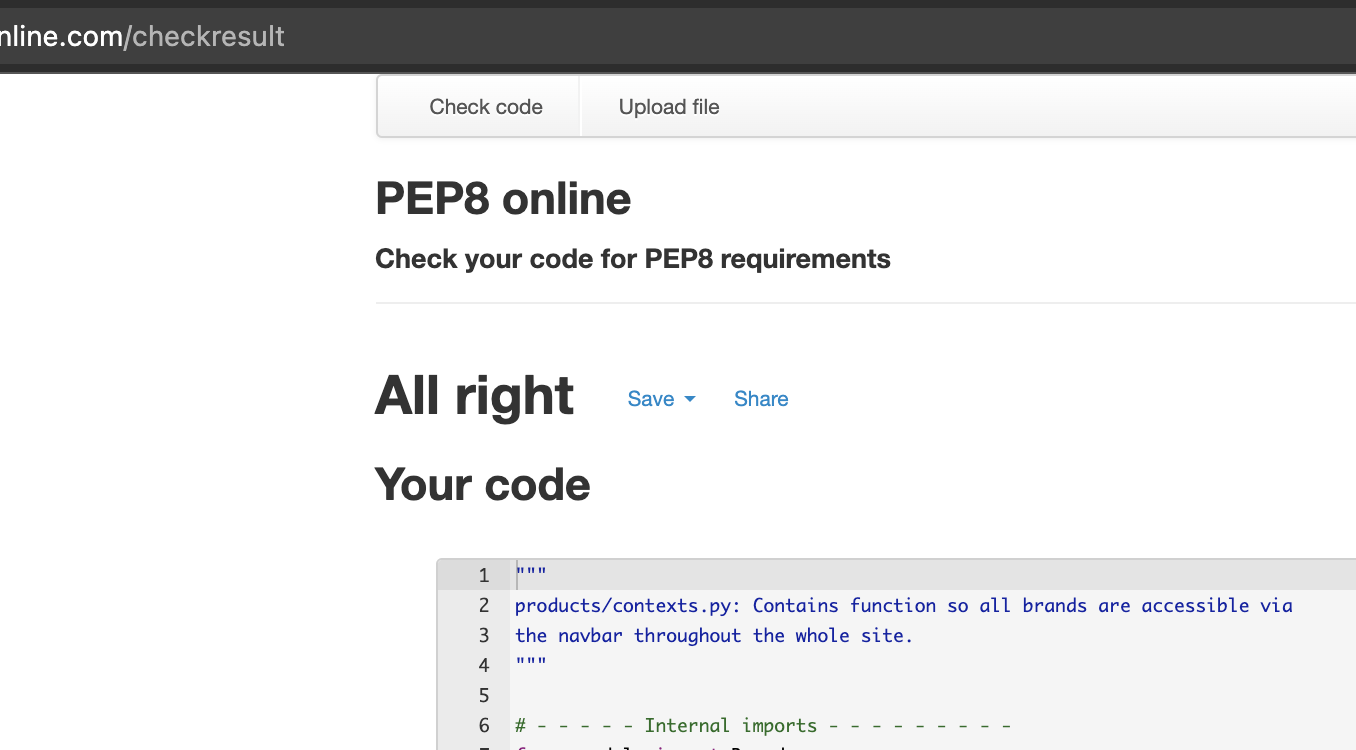 nline.com/checkresult
Check code Upload file
PEP8 online
Check your code for PEP8 requirements
All right Save Share
Your code
1 """
2 products/contexts.py: Contains function so all brands are accessible via
3 the navbar throughout the whole site.
4 """
5
6 # - - - - - Internal imports - - - - - - - - -